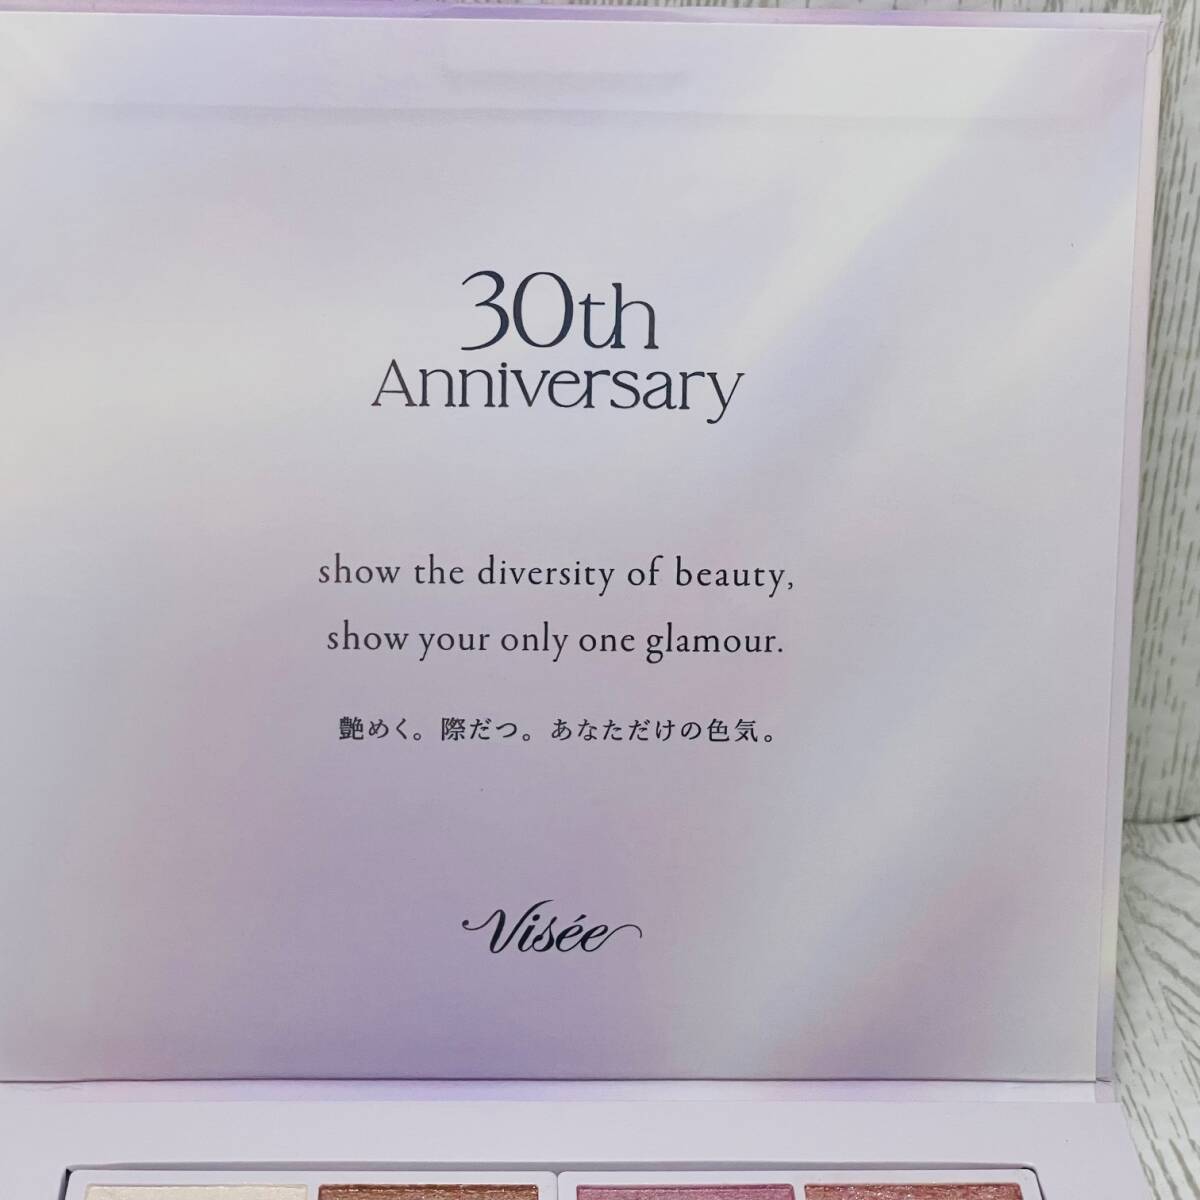 30th
Anniversary
show the diversity of beauty,
show your only one glamour.
艶めく。際だつ。あなただけの色気。
Visée